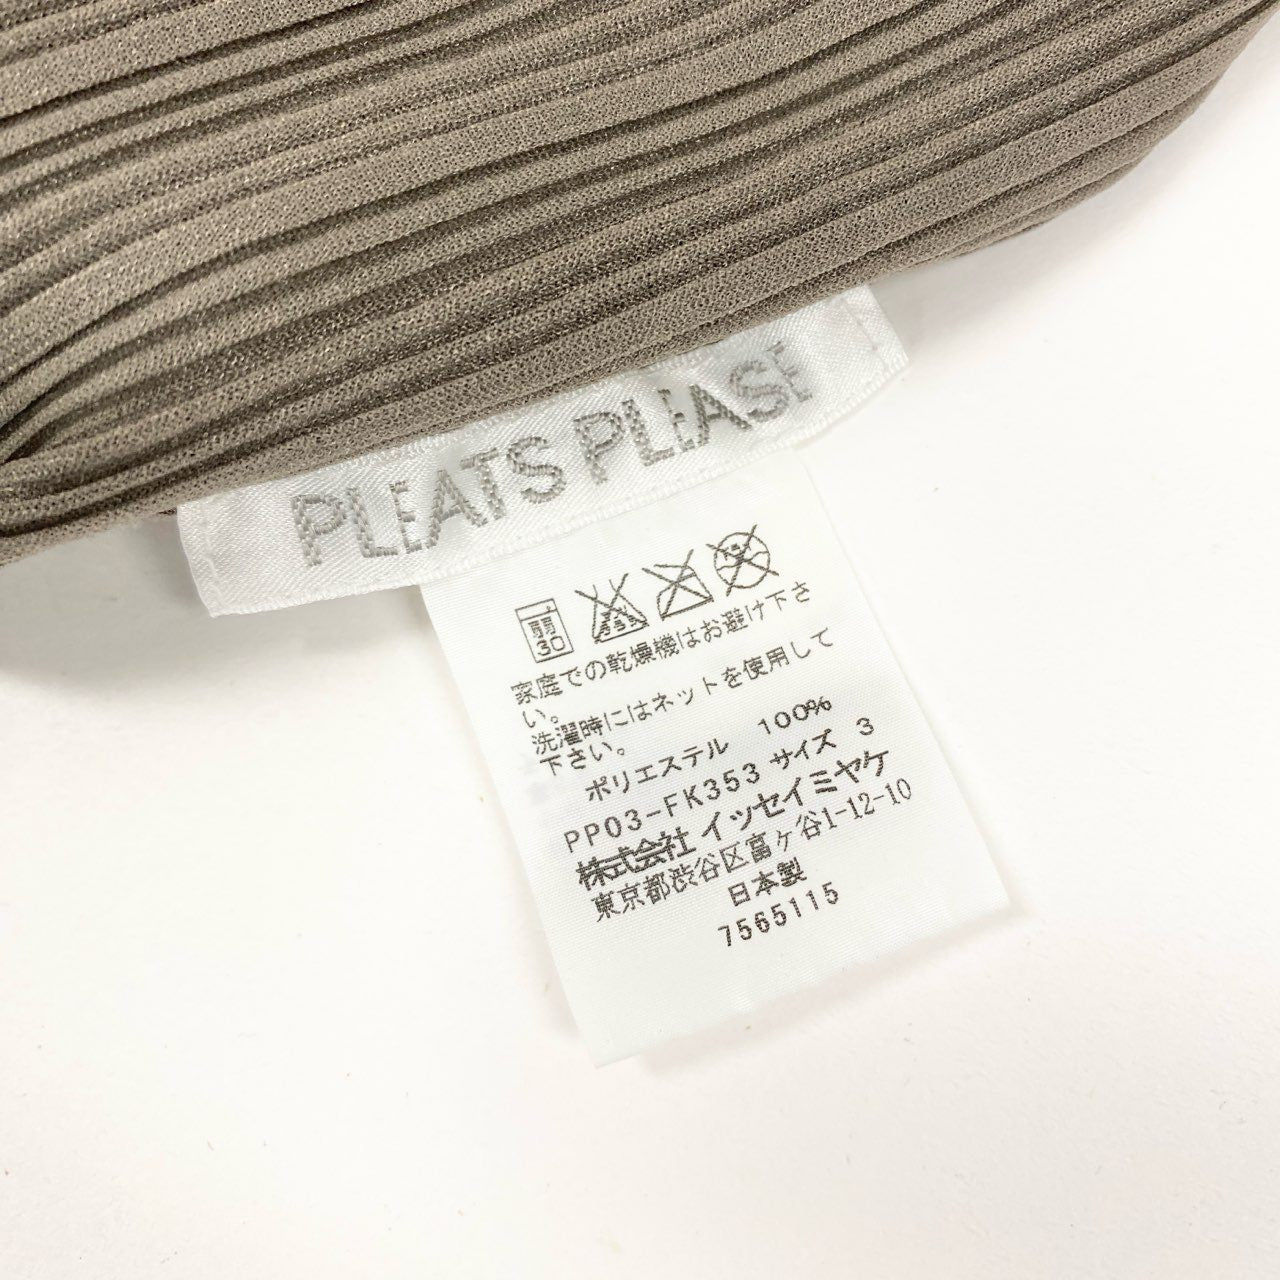 PLEATS PLEASE
弱
30
家庭での乾燥機はお避け下さ
い。
洗濯時にはネットを使用して
下さい。
ポリエステル 100%
PP03-FK353 サイズ 3
株式会社 イッセイミヤケ
東京都渋谷区富ヶ谷1-12-10
日本製
7565115